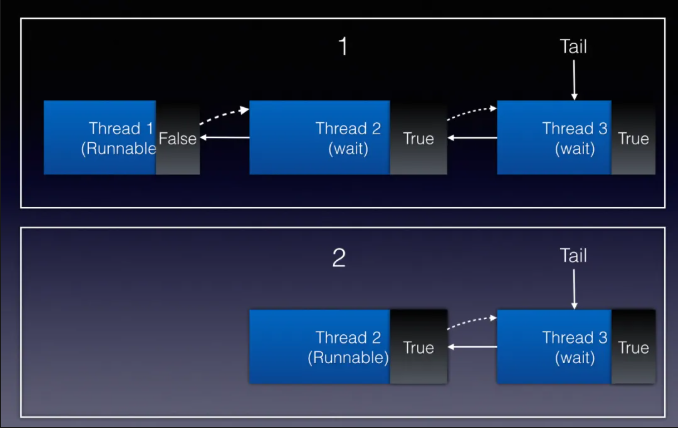 1
Tail
Thread 1
(Runnable
False
Thread 2
(wait)
True
Thread 3
(wait)
True
2
Tail
Thread 2
(Runnable)
True
Thread 3
(wait)
True